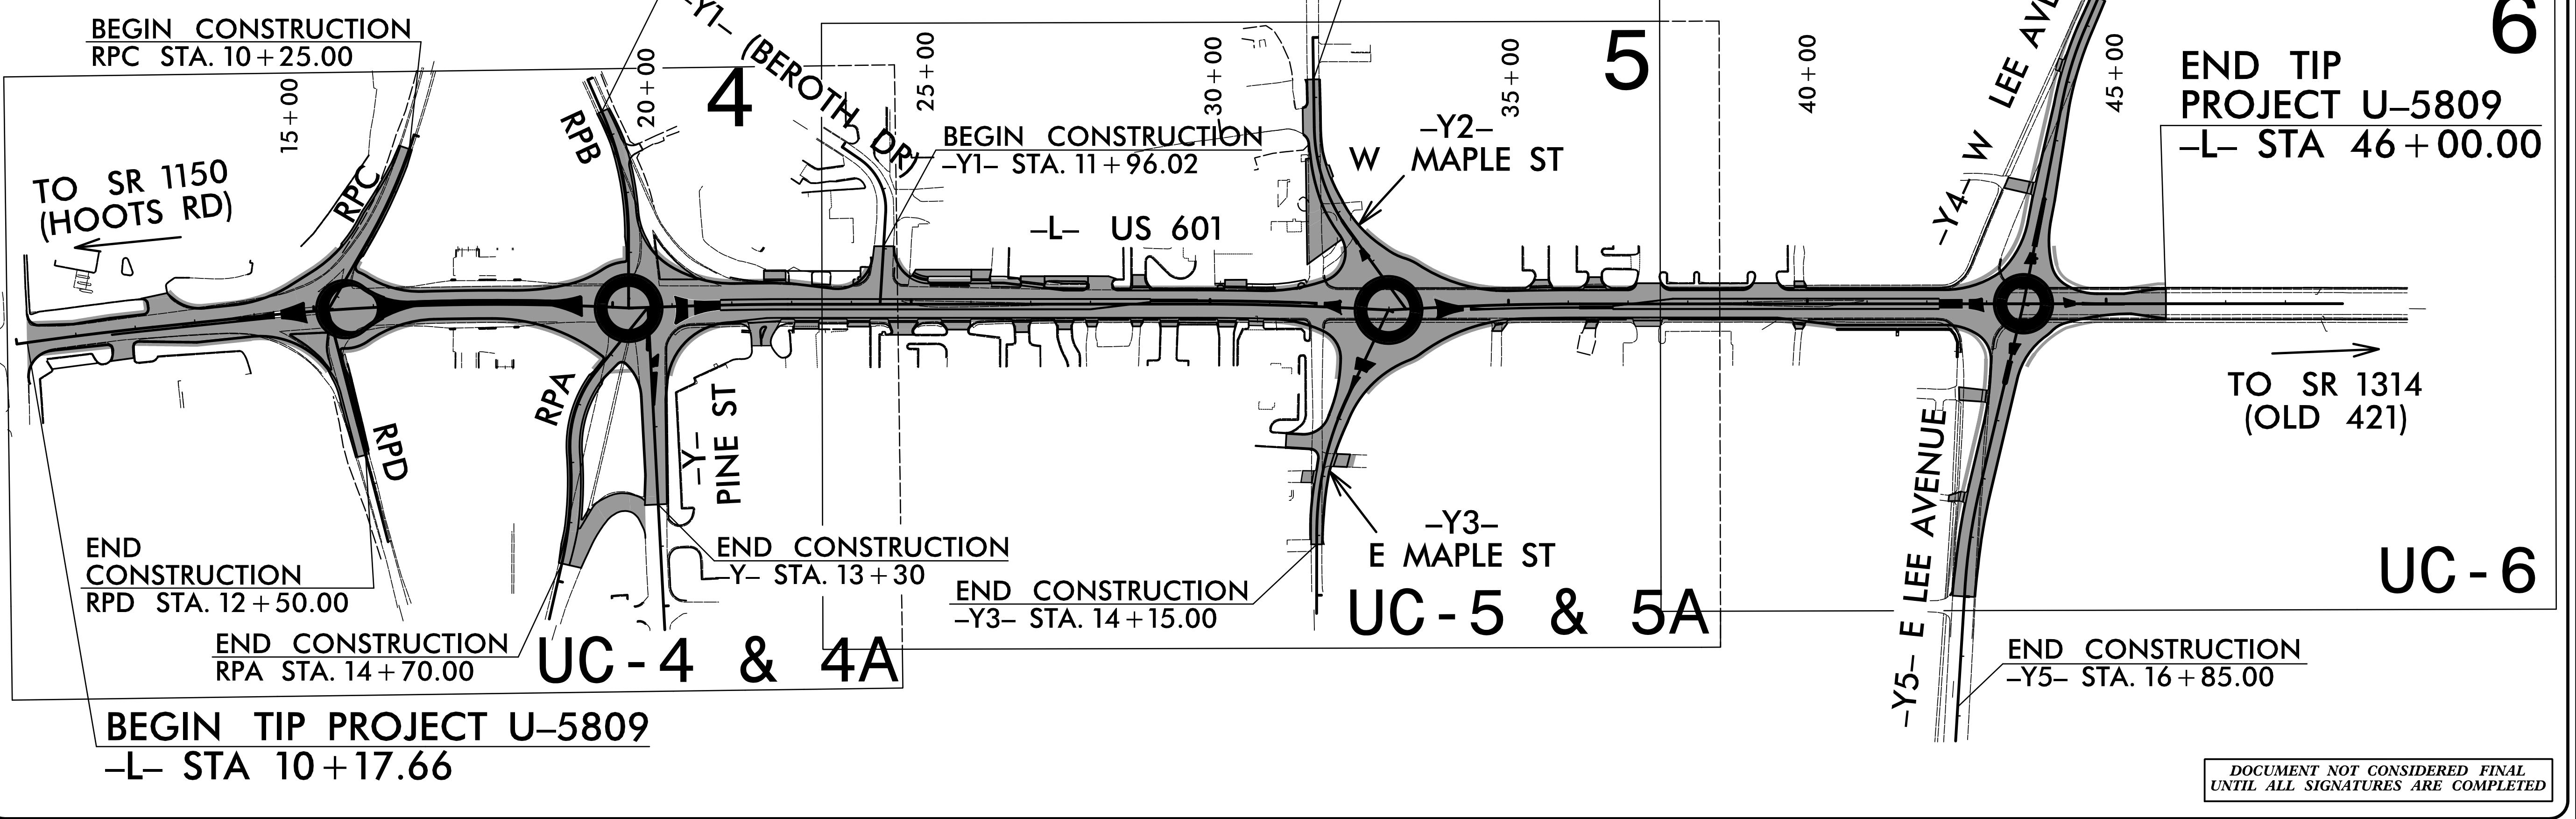 BEGIN CONSTRUCTION
RPC STA. 10+25.00
15+00
20+00
4
–Y1– (BEROTH DR)
25+00
30+00
35+00
5
40+00
45+00
6
END TIP
PROJECT U–5809
–L– STA 46+00.00
TO SR 1150
(HOOTS RD)
RPC
RPB
BEGIN CONSTRUCTION
–Y1– STA. 11+96.02
–L– US 601
–Y2–
W MAPLE ST
–Y4– W LEE AVE
TO SR 1314
(OLD 421)
RPA
RPD
–Y–
PINE ST
END
CONSTRUCTION
RPD STA. 12+50.00
END CONSTRUCTION
–Y– STA. 13+30
END CONSTRUCTION
RPA STA. 14+70.00
UC-4 & 4A
END CONSTRUCTION
–Y3– STA. 14+15.00
–Y3–
E MAPLE ST
UC-5 & 5A
–Y5– E LEE AVENUE
UC-6
END CONSTRUCTION
–Y5– STA. 16+85.00
BEGIN TIP PROJECT U–5809
–L– STA 10+17.66
DOCUMENT NOT CONSIDERED FINAL
UNTIL ALL SIGNATURES ARE COMPLETED